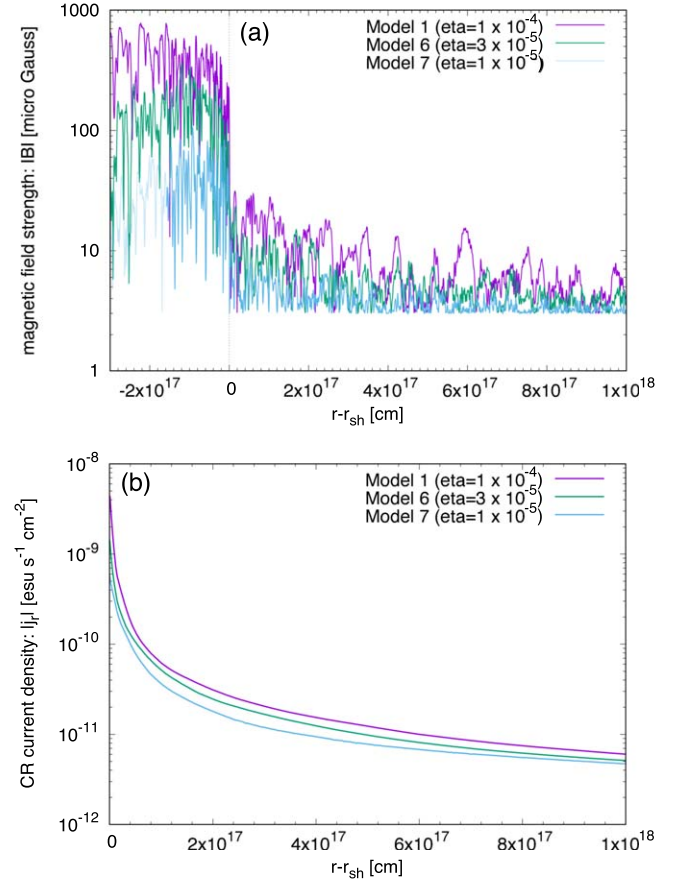 1000
100
10
1
magnetic field strength: IBI [micro Gauss]
(a)
Model 1 (eta=1 x 10-4)
Model 6 (eta=3 x 10-5)
Model 7 (eta=1 x 10-5)
-2x10^17 0 2x10^17 4x10^17 6x10^17 8x10^17 1x10^18
r-rsh [cm]
10^-8
10^-9
10^-10
10^-11
10^-12
CR current density: |jr| [esu s^-1 cm^-2]
(b)
Model 1 (eta=1 x 10-4)
Model 6 (eta=3 x 10-5)
Model 7 (eta=1 x 10-5)
0 2x10^17 4x10^17 6x10^17 8x10^17 1x10^18
r-rsh [cm]